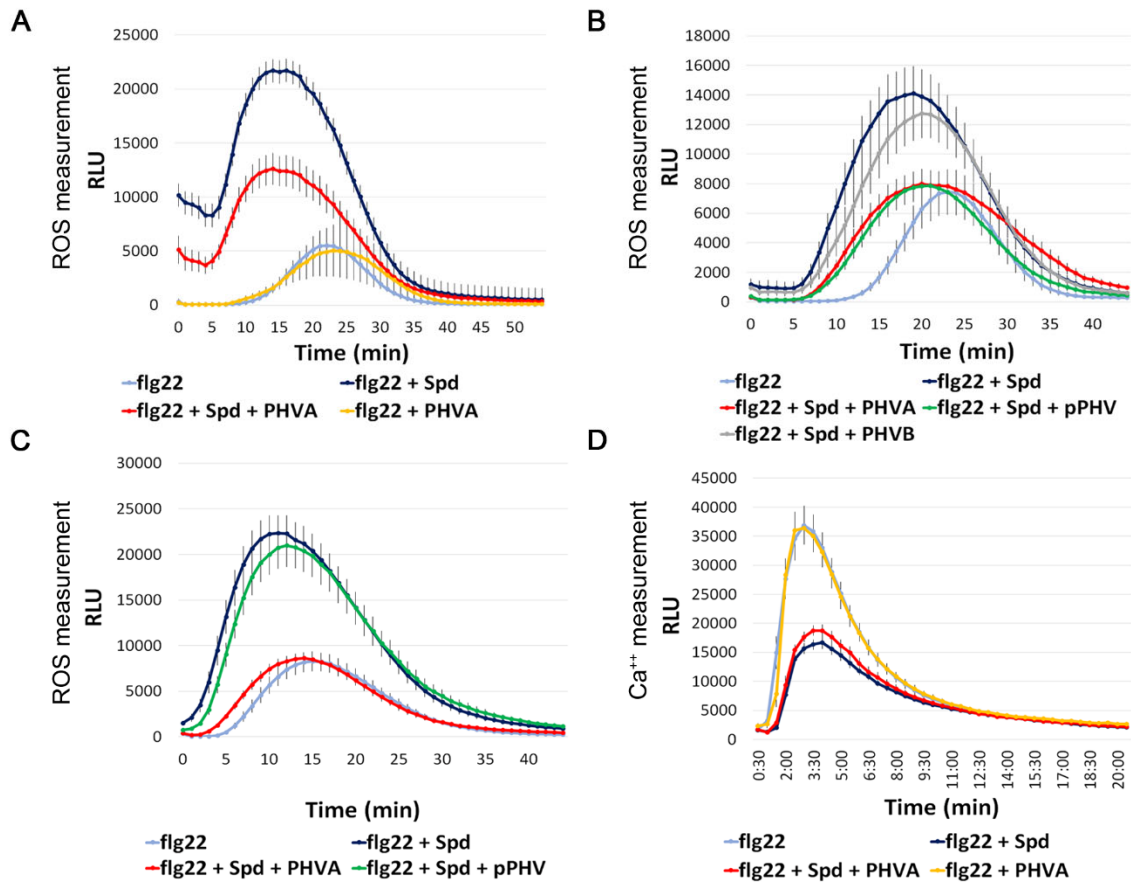 A
ROS measurement
RLU
25000
20000
15000
10000
5000
0
0 5 10 15 20 25 30 35 40 45 50
Time (min)
flg22 flg22 + Spd
flg22 + Spd + PHVA flg22 + PHVA
B
ROS measurement
RLU
18000
16000
14000
12000
10000
8000
6000
4000
2000
0
0 5 10 15 20 25 30 35 40
Time (min)
flg22 flg22 + Spd
flg22 + Spd + PHVA flg22 + Spd + pPHV
flg22 + Spd + PHVB
C
ROS measurement
RLU
30000
25000
20000
15000
10000
5000
0
0 5 10 15 20 25 30 35 40
Time (min)
flg22 flg22 + Spd
flg22 + Spd + PHVA flg22 + Spd + pPHV
D
Ca⁺⁺ measurement
RLU
45000
40000
35000
30000
25000
20000
15000
10000
5000
0
0:30 2:00 3:30 5:00 6:30 8:00 9:30 11:00 12:30 14:00 15:30 17:00 18:30 20:00
Time (min)
flg22 flg22 + Spd
flg22 + Spd + PHVA flg22 + PHVA